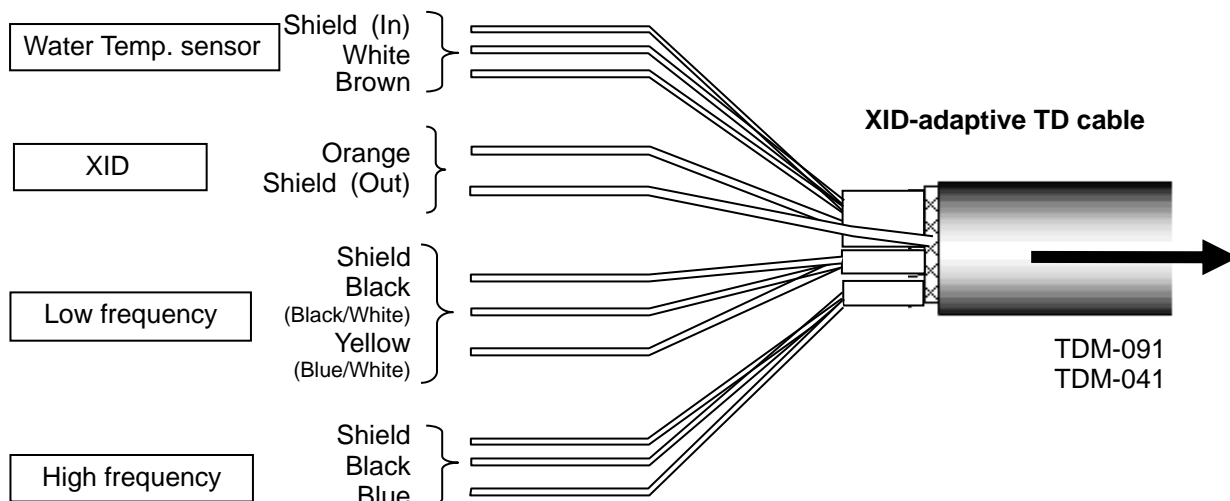 Water Temp. sensor
Shield (In)
White
Brown
XID-adaptive TD cable
XID
Orange
Shield (Out)
Low frequency
Shield
Black
(Black/White)
Yellow
(Blue/White)
TDM-091
TDM-041
High frequency
Shield
Black
Blue